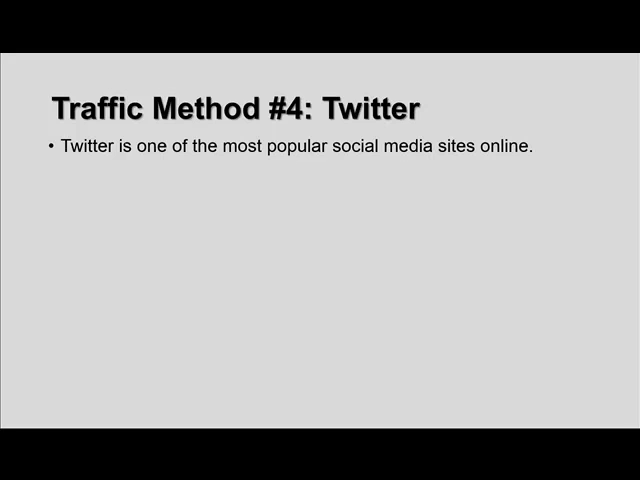 Traffic Method #4: Twitter
• Twitter is one of the most popular social media sites online.